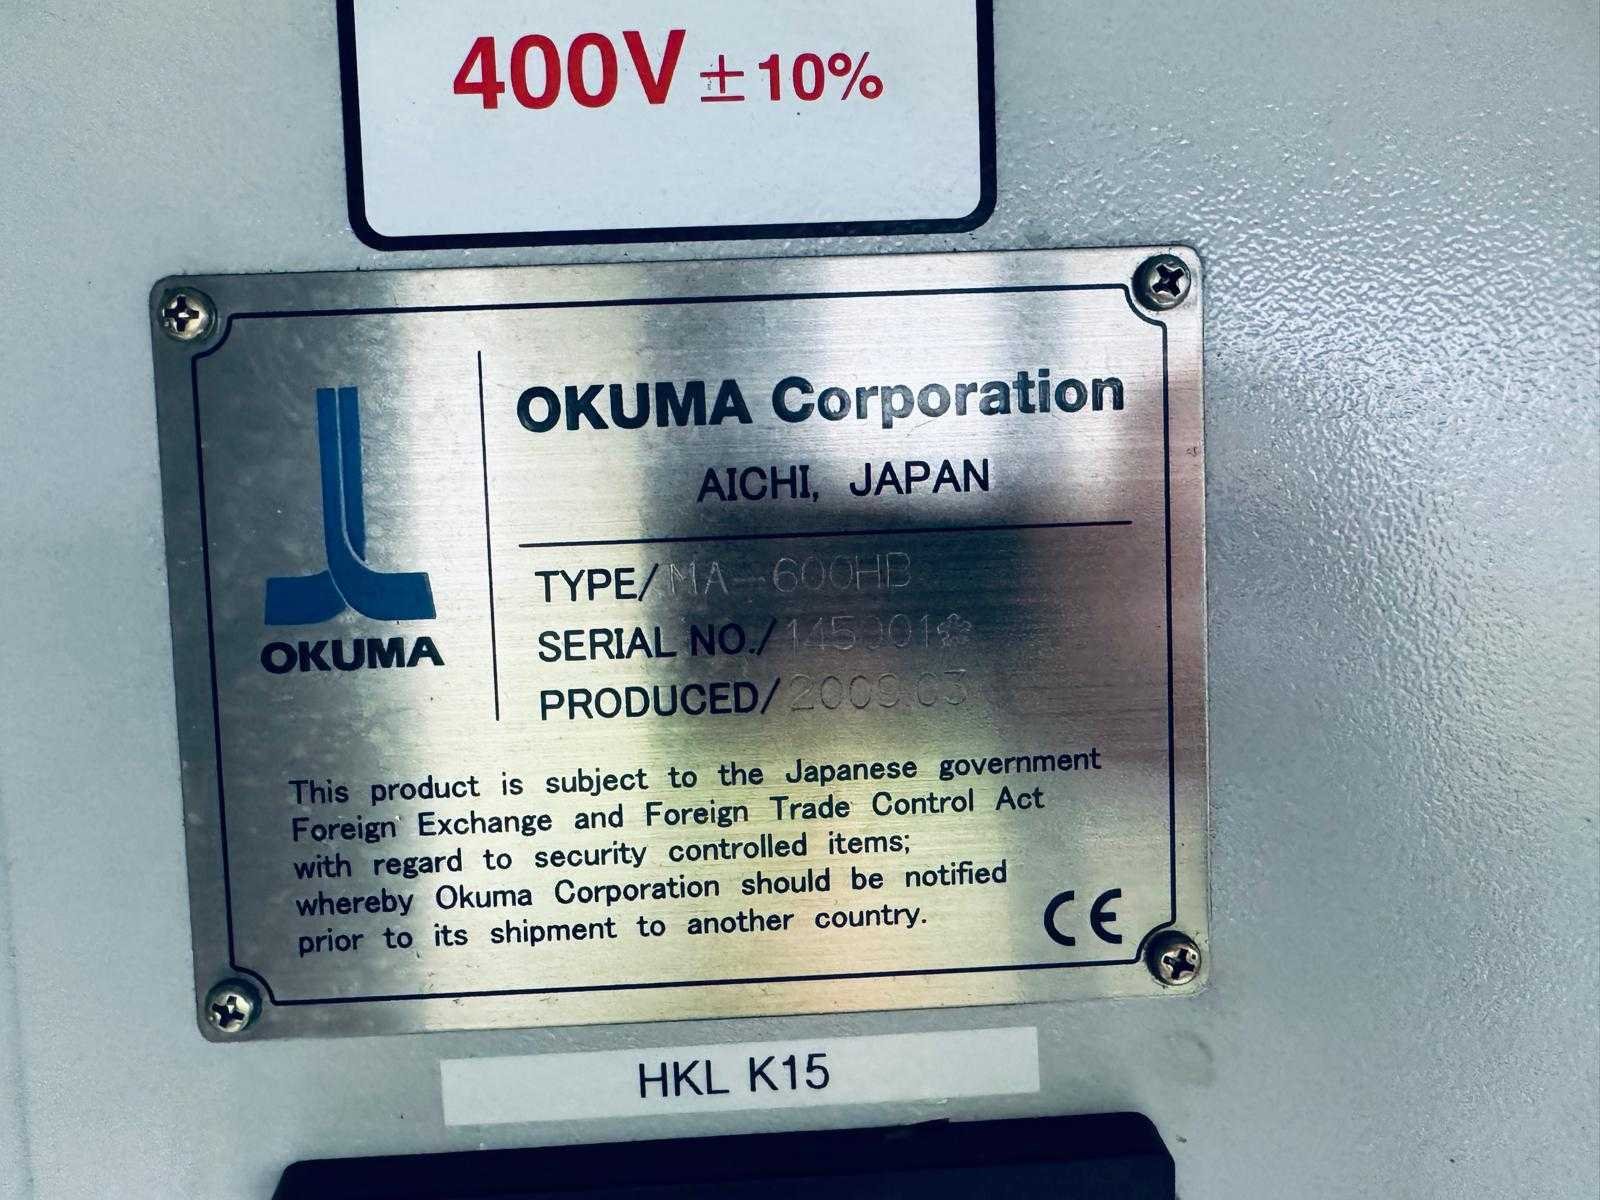 400V ±10%
OKUMA Corporation
AICHI, JAPAN
OKUMA
TYPE/ MA-600HB
SERIAL NO./
PRODUCED/ 2009.03
This product is subject to the Japanese government
Foreign Exchange and Foreign Trade Control Act
with regard to security controlled items;
whereby Okuma Corporation should be notified
prior to its shipment to another country.
CE
HKL K15